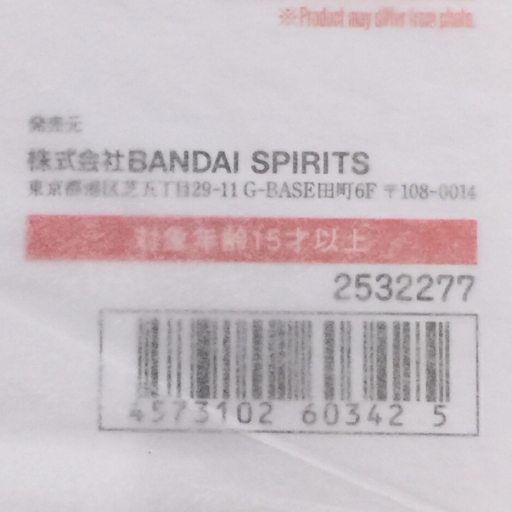 ※Product may differ from photo.
発売元
株式会社BANDAI SPIRITS
東京都港区芝五丁目29-11 G-BASE田町6F 〒108-0014
対象年齢15才以上
2532277
4573102 60342 5